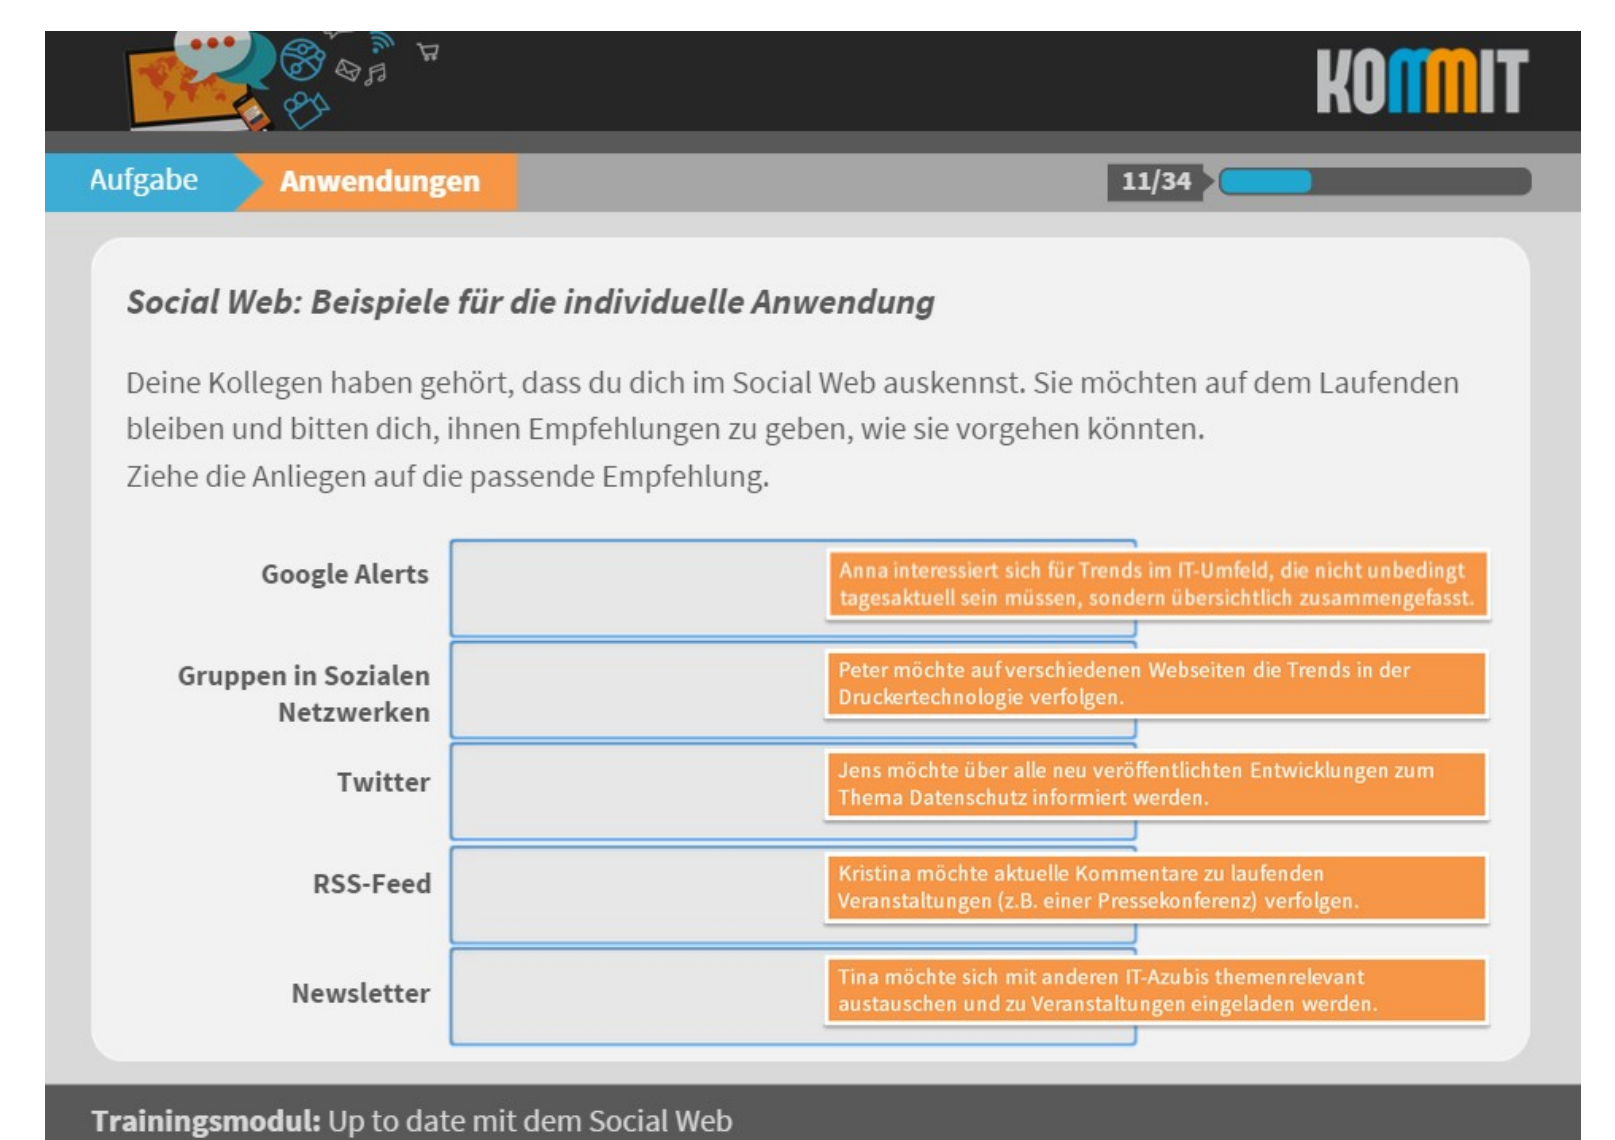 KOMMIT
Aufgabe
Anwendungen
11/34
Social Web: Beispiele für die individuelle Anwendung
Deine Kollegen haben gehört, dass du dich im Social Web auskennst. Sie möchten auf dem Laufenden
bleiben und bitten dich, ihnen Empfehlungen zu geben, wie sie vorgehen könnten.
Ziehe die Anliegen auf die passende Empfehlung.
Google Alerts
Anna interessiert sich für Trends im IT-Umfeld, die nicht unbedingt
tagesaktuell sein müssen, sondern übersichtlich zusammengefasst.
Gruppen in Sozialen
Netzwerken
Peter möchte auf verschiedenen Webseiten die Trends in der
Druckertechnologie verfolgen.
Twitter
Jens möchte über alle neu veröffentlichten Entwicklungen zum
Thema Datenschutz informiert werden.
RSS-Feed
Kristina möchte aktuelle Kommentare zu laufenden
Veranstaltungen (z.B. einer Pressekonferenz) verfolgen.
Newsletter
Tina möchte sich mit anderen IT-Azubis themenrelevant
austauschen und zu Veranstaltungen eingeladen werden.
Trainingsmodul: Up to date mit dem Social Web